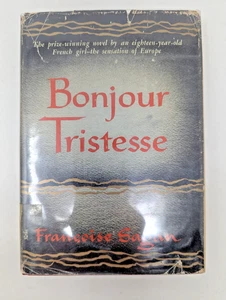 The prize-winning novel by an eighteen-year-old
French girl—the sensation of Europe
Bonjour
Tristesse
Françoise Sagan